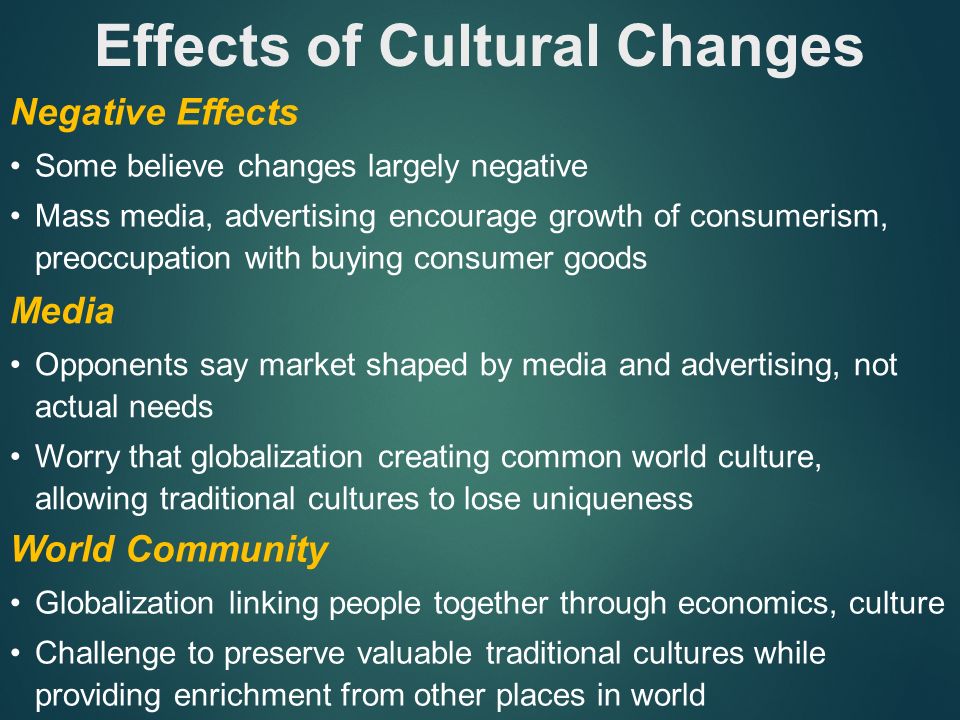 Effects of Cultural Changes
Negative Effects
• Some believe changes largely negative
• Mass media, advertising encourage growth of consumerism,
preoccupation with buying consumer goods
Media
• Opponents say market shaped by media and advertising, not
actual needs
• Worry that globalization creating common world culture,
allowing traditional cultures to lose uniqueness
World Community
• Globalization linking people together through economics, culture
• Challenge to preserve valuable traditional cultures while
providing enrichment from other places in world